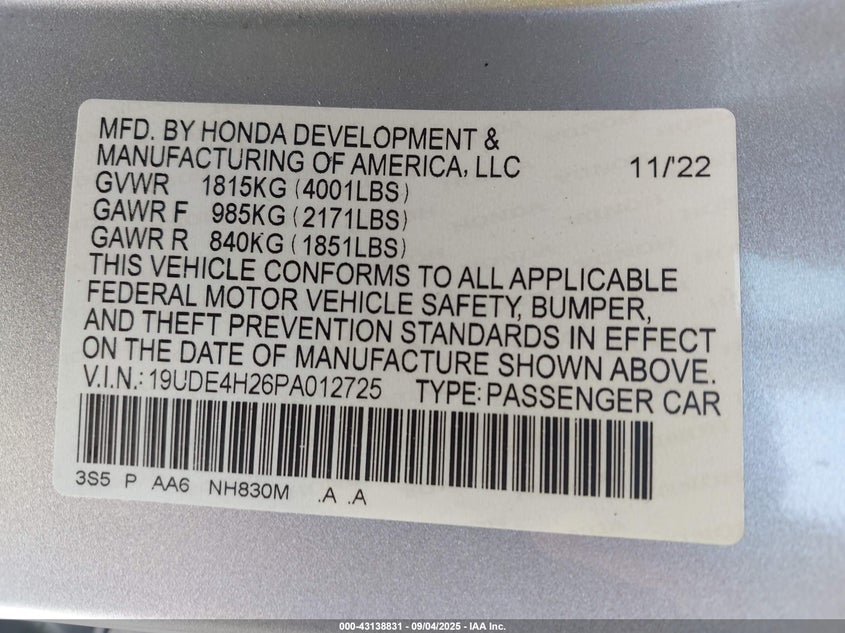 MFD. BY HONDA DEVELOPMENT &
MANUFACTURING OF AMERICA, LLC 11/'22
GVWR 1815KG (4001LBS)
GAWR F 985KG (2171LBS)
GAWR R 840KG (1851LBS)
THIS VEHICLE CONFORMS TO ALL APPLICABLE
FEDERAL MOTOR VEHICLE SAFETY, BUMPER,
AND THEFT PREVENTION STANDARDS IN EFFECT
ON THE DATE OF MANUFACTURE SHOWN ABOVE.
V.I.N.: 19UDE4H26PA012725 TYPE: PASSENGER CAR
3S5 P AA6 NH830M .A .A
000-43138831 - 09/04/2025 - IAA Inc.